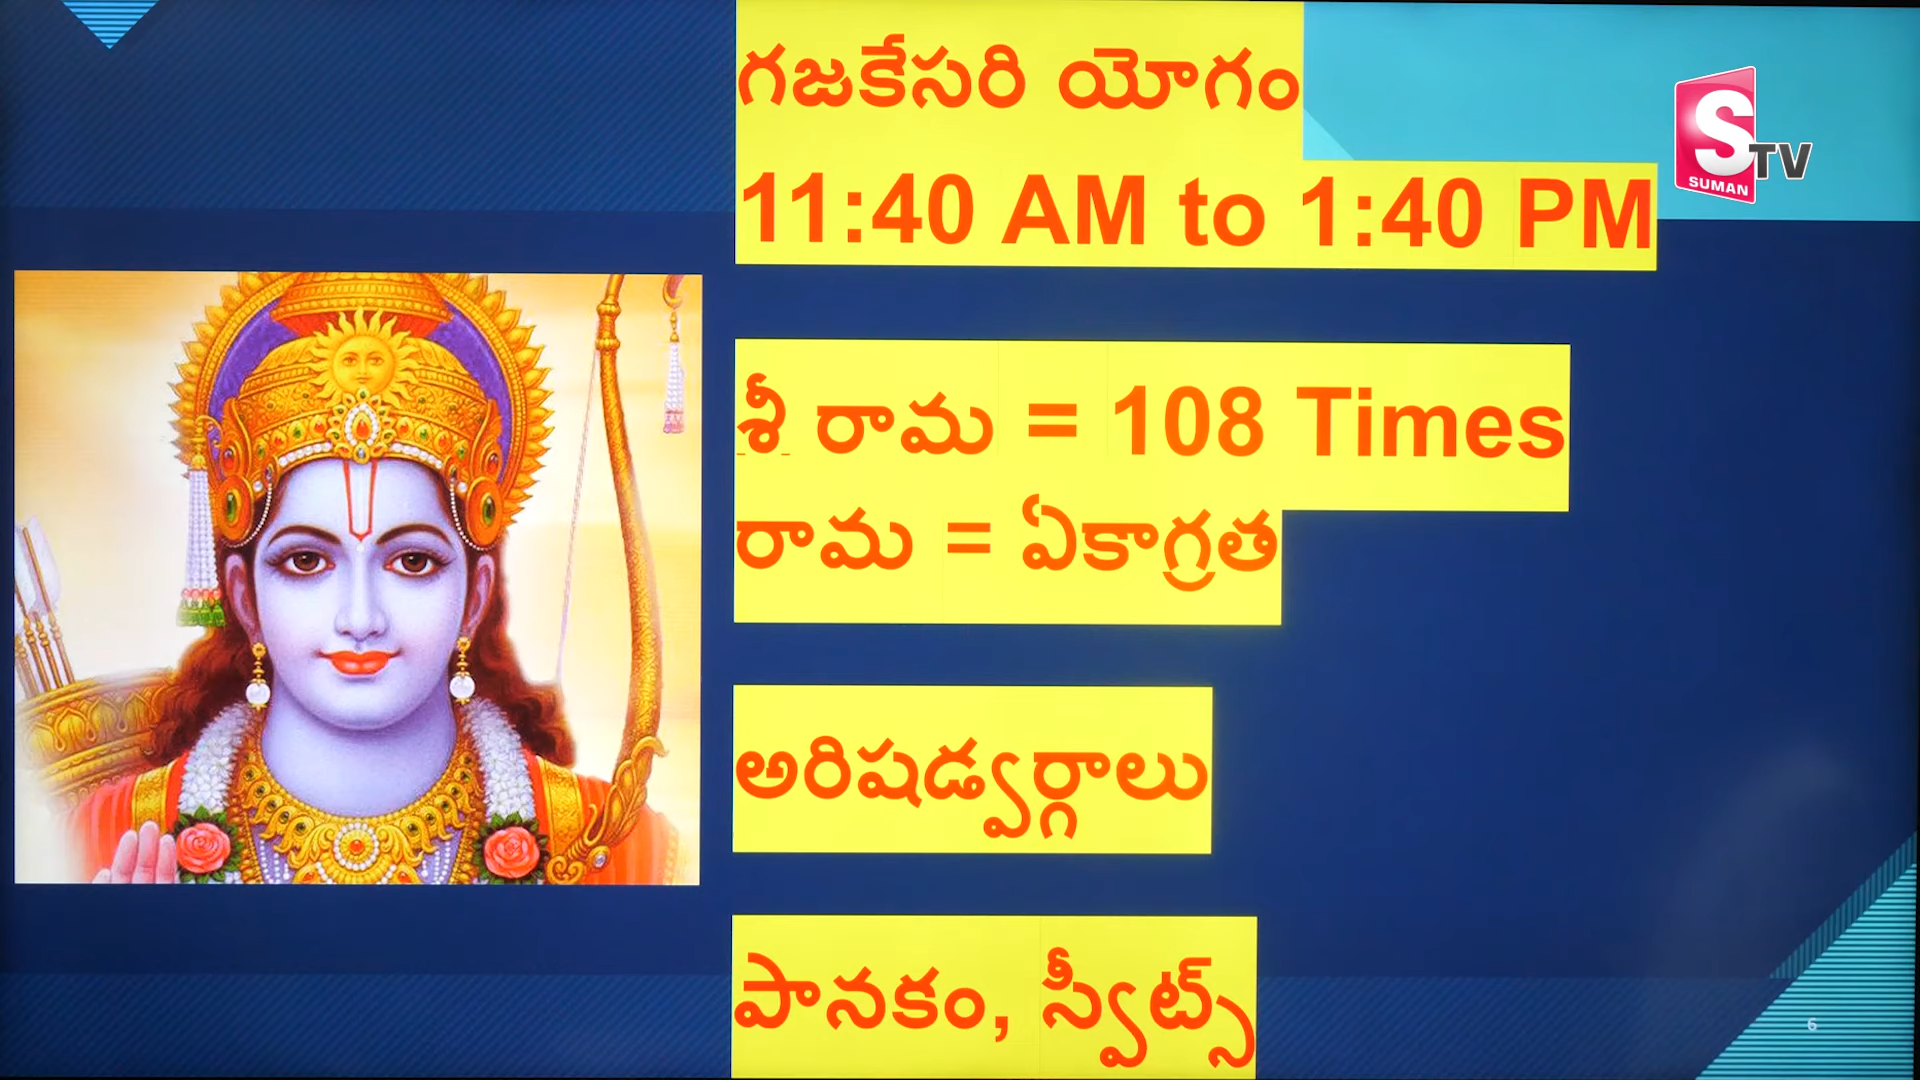 గజకేసరి యోగం
11:40 AM to 1:40 PM
S TV
SUMAN
శ్రీ రామ = 108 Times
రామ = ఏకాగ్రత
అరిషడ్వర్గాలు
పానకం, స్వీట్స్
6